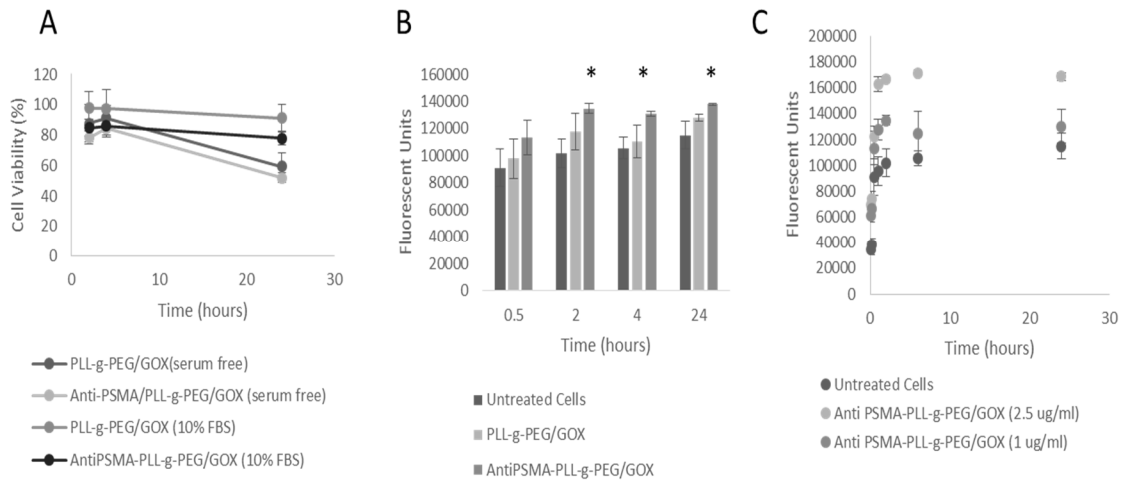 A
Cell Viability (%)
120
100
80
60
40
20
0
0 10 20 30
Time (hours)
PLL-g-PEG/GOX(serum free)
Anti-PSMA/PLL-g-PEG/GOX (serum free)
PLL-g-PEG/GOX (10% FBS)
AntiPSMA-PLL-g-PEG/GOX (10% FBS)
B
Fluorescent Units
160000
140000
120000
100000
80000
60000
40000
20000
0
* * *
0.5 2 4 24
Time (hours)
Untreated Cells
PLL-g-PEG/GOX
AntiPSMA-PLL-g-PEG/GOX
C
Fluorescent Units
200000
180000
160000
140000
120000
100000
80000
60000
40000
20000
0
0 10 20 30
Time (hours)
Untreated Cells
Anti PSMA-PLL-g-PEG/GOX (2.5 ug/ml)
Anti PSMA-PLL-g-PEG/GOX (1 ug/ml)